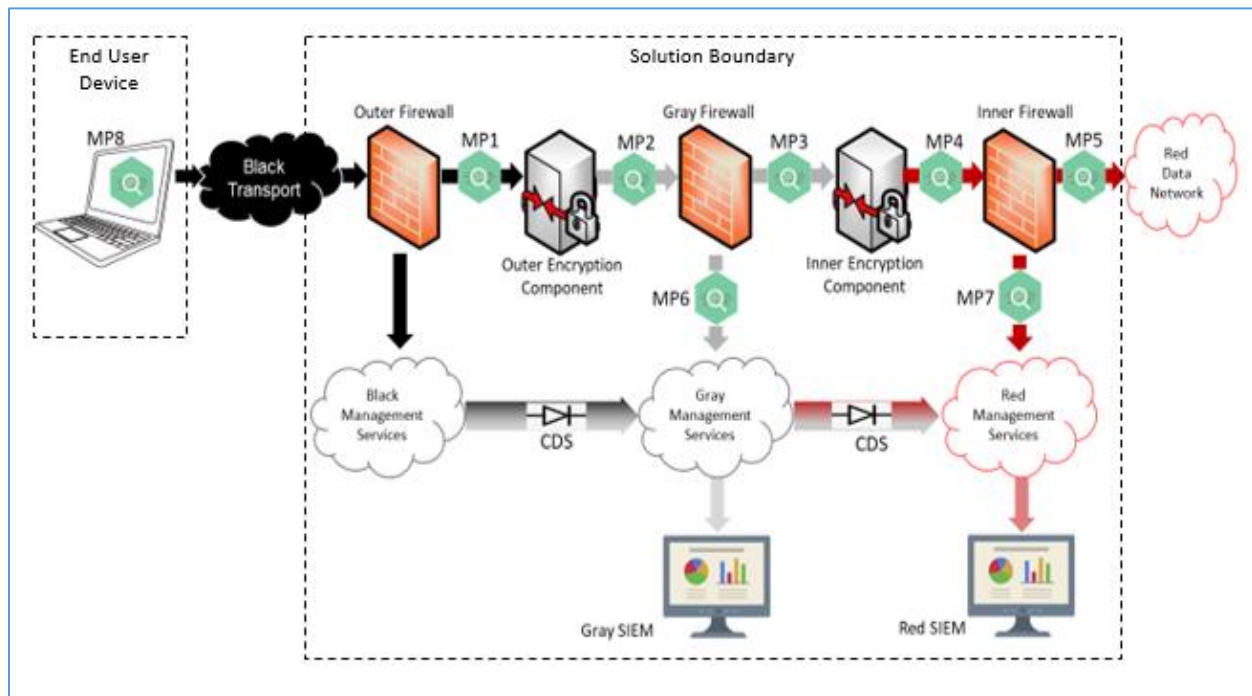 End User
Device
Solution Boundary
Outer Firewall
Gray Firewall
Inner Firewall
MP8
MP1
MP2
MP3
MP4
MP5
Black
Transport
Red
Data
Network
Outer Encryption
Component
Inner Encryption
Component
MP6
MP7
Black
Management
Services
CDS
Gray
Management
Services
CDS
Red
Management
Services
Gray SIEM
Red SIEM